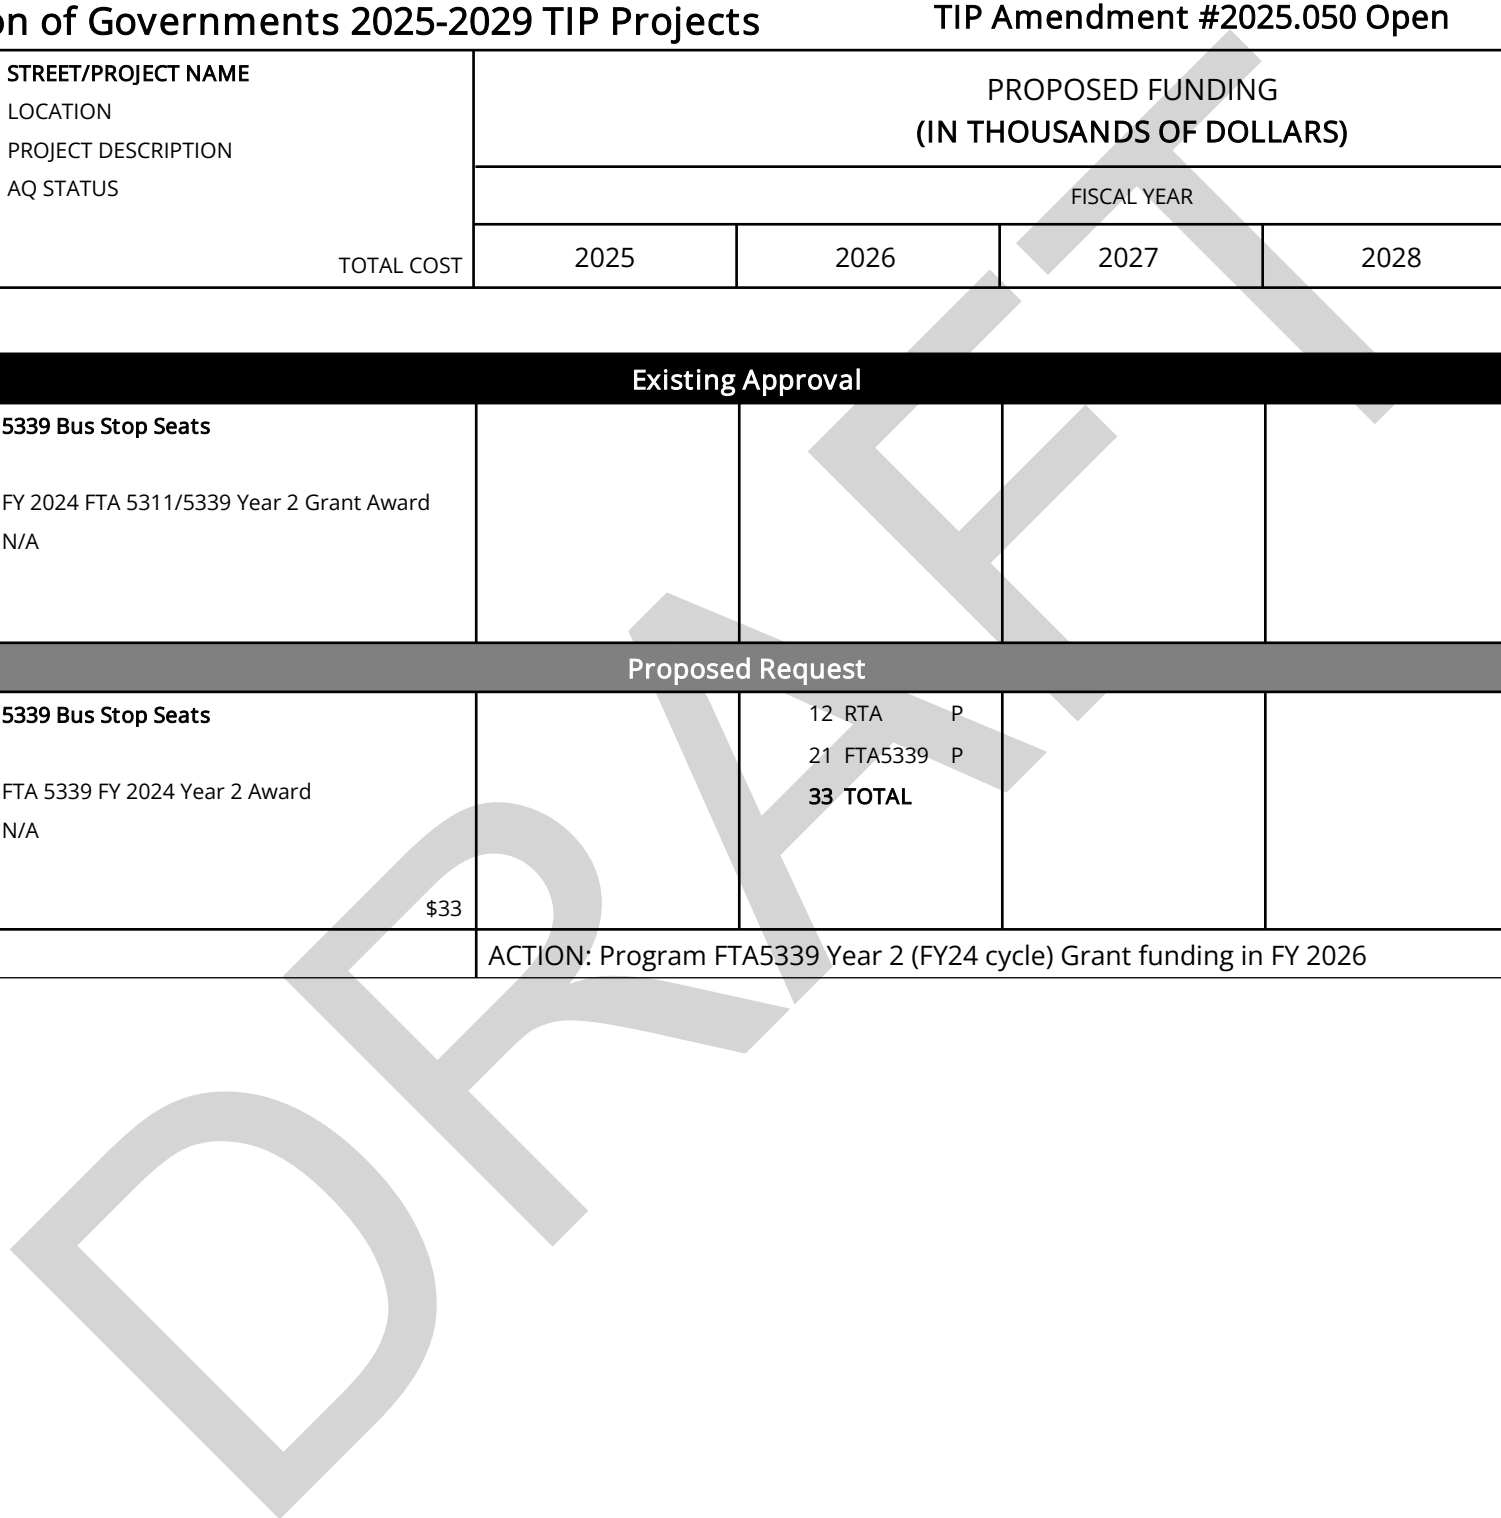 on of Governments 2025-2029 TIP Projects
TIP Amendment #2025.050 Open
STREET/PROJECT NAME
LOCATION
PROJECT DESCRIPTION
AQ STATUS
TOTAL COST
PROPOSED FUNDING
(IN THOUSANDS OF DOLLARS)
FISCAL YEAR
2025 2026 2027 2028
Existing Approval
5339 Bus Stop Seats
FY 2024 FTA 5311/5339 Year 2 Grant Award
N/A
Proposed Request
5339 Bus Stop Seats
FTA 5339 FY 2024 Year 2 Award
N/A
$33
12 RTA P
21 FTA5339 P
33 TOTAL
ACTION: Program FTA5339 Year 2 (FY24 cycle) Grant funding in FY 2026
DRAFT